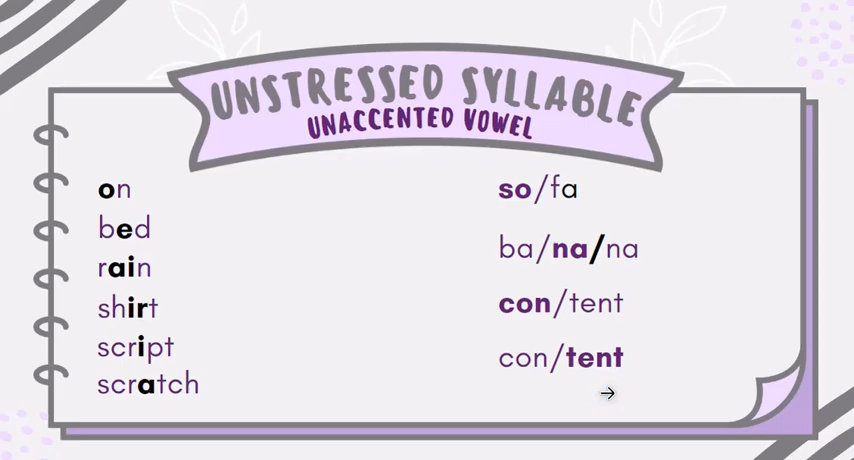 UNSTRESSED SYLLABLE
UNACCENTED VOWEL
on
bed
rain
shirt
script
scratch
so/fa
ba/na/na
con/tent
con/tent